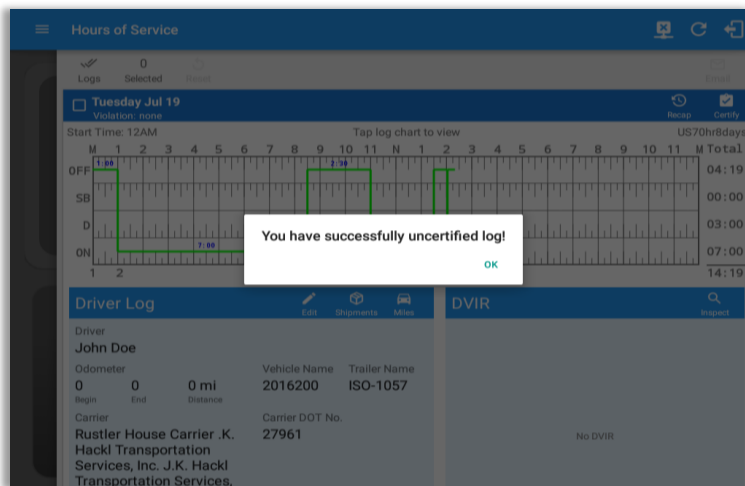 Hours of Service
Logs
0
Selected
Reset
Email
Tuesday Jul 19
Violation: none
Recap
Certify
Start Time: 12AM
Tap log chart to view
US70hr8days
M 1 2 3 4 5 6 7 8 9 10 11 N 1 2 3 4 5 6 7 8 9 10 11 M Total
OFF 1:00 2:30 04:19
SB 00:00
D 03:00
ON 7:00 07:00
1 2 14:19
You have successfully uncertified log!
OK
Driver Log
Edit
Shipments
Miles
DVIR
Inspect
Driver
John Doe
Odometer
Vehicle Name
Trailer Name
0 0 0 mi 2016200 ISO-1057
Begin End Distance
Carrier
Carrier DOT No.
Rustler House Carrier .K. 27961
Hackl Transportation
Services, Inc. J.K. Hackl
Transportation Services,
No DVIR